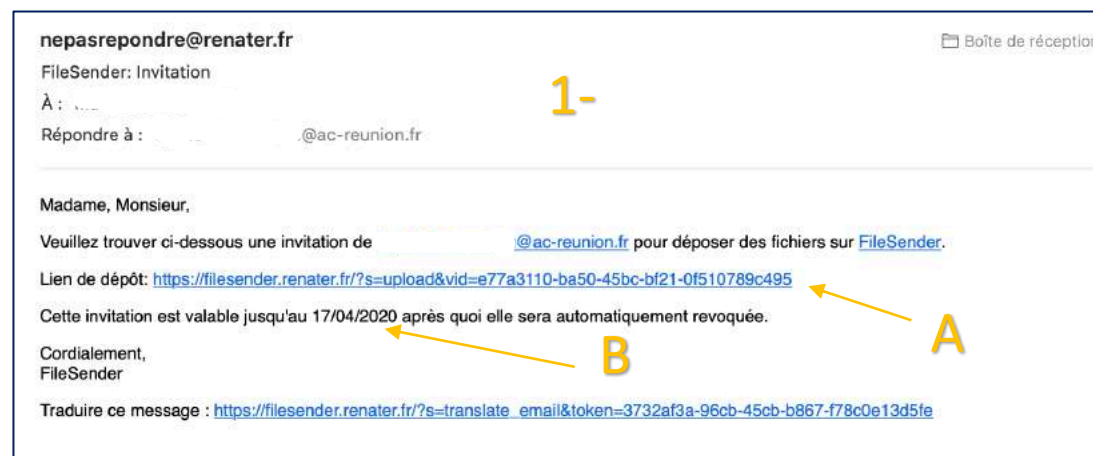 nepasrepondre@renater.fr
Boîte de réception
FileSender: Invitation
À :
1-
Répondre à : @ac-reunion.fr
Madame, Monsieur,
Veuillez trouver ci-dessous une invitation de @ac-reunion.fr pour déposer des fichiers sur FileSender.
Lien de dépôt: https://filesender.renater.fr/?s=upload&vid=e77a3110-ba50-45bc-bf21-0f510789c495
Cette invitation est valable jusqu'au 17/04/2020 après quoi elle sera automatiquement revoquée.
B
A
Cordialement,
FileSender
Traduire ce message : https://filesender.renater.fr/?s=translate_email&token=3732af3a-96cb-45cb-b867-f78c0e13d5fe